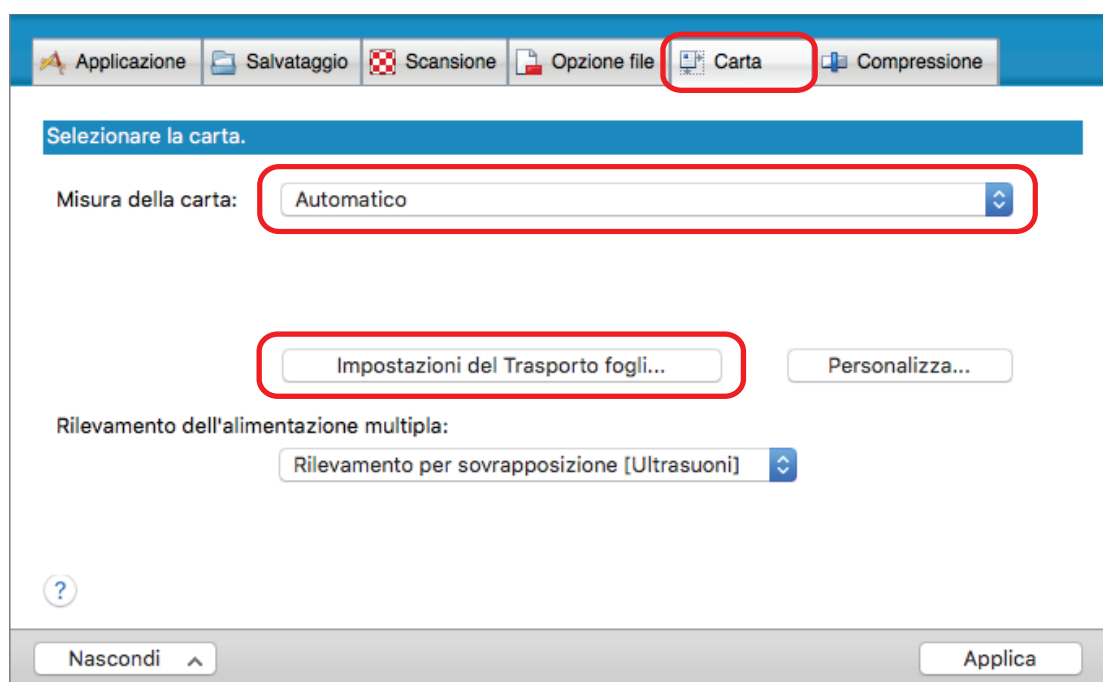 Applicazione Salvataggio Scansione Opzione file Carta Compressione
Selezionare la carta.
Misura della carta: Automatico
Impostazioni del Trasporto fogli... Personalizza...
Rilevamento dell'alimentazione multipla:
Rilevamento per sovrapposizione [Ultrasuoni]
?
Nascondi Applica